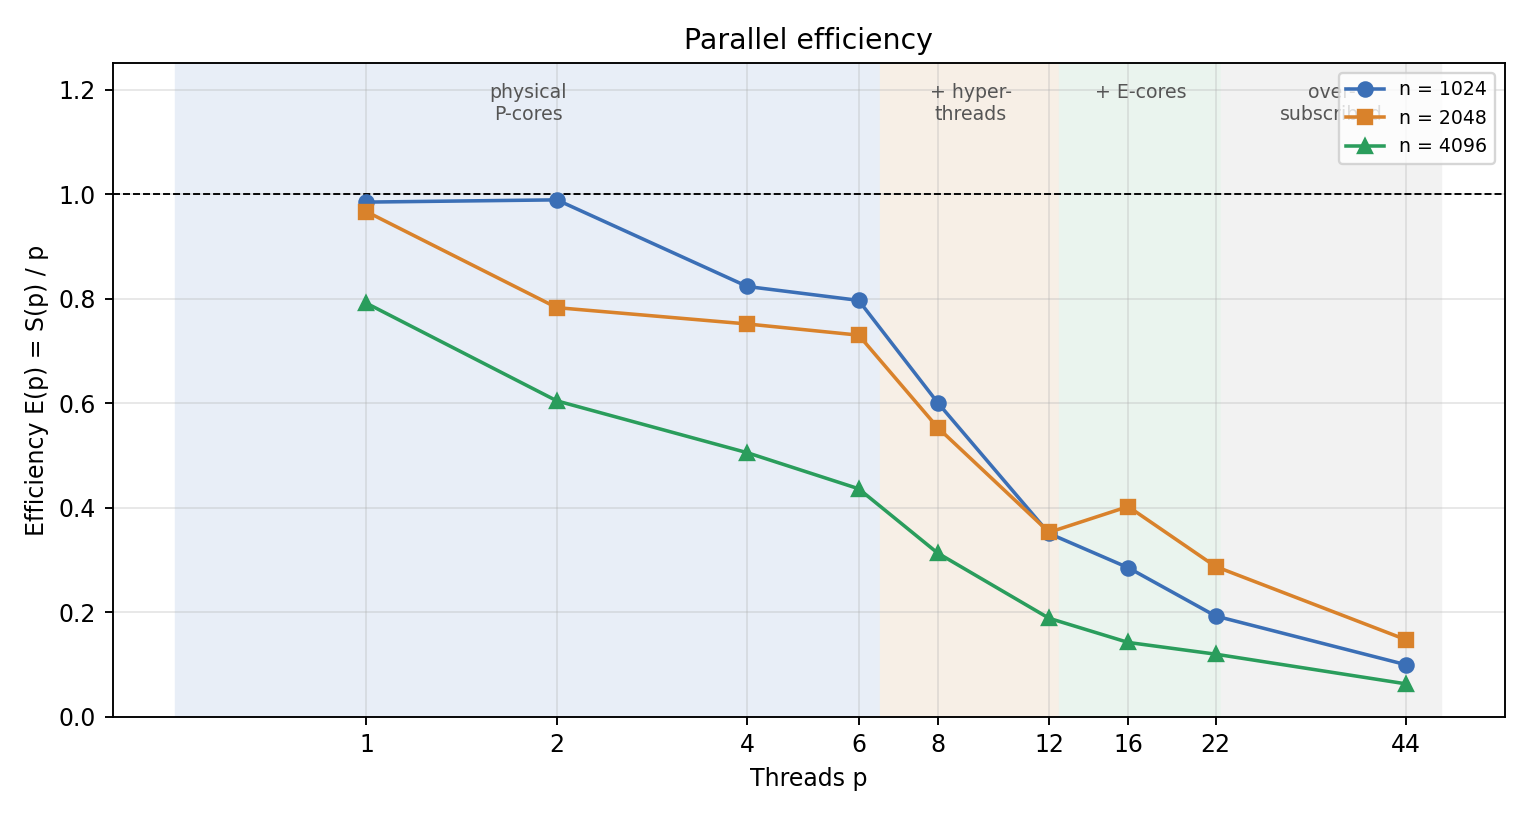 Parallel efficiency
physical
P-cores
+ hyper-
threads
+ E-cores
n = 1024
n = 2048
n = 4096
Efficiency E(p) = S(p) / p
1.2
1.0
0.8
0.6
0.4
0.2
0.0
1 2 4 6 8 12 16 22 44
Threads p